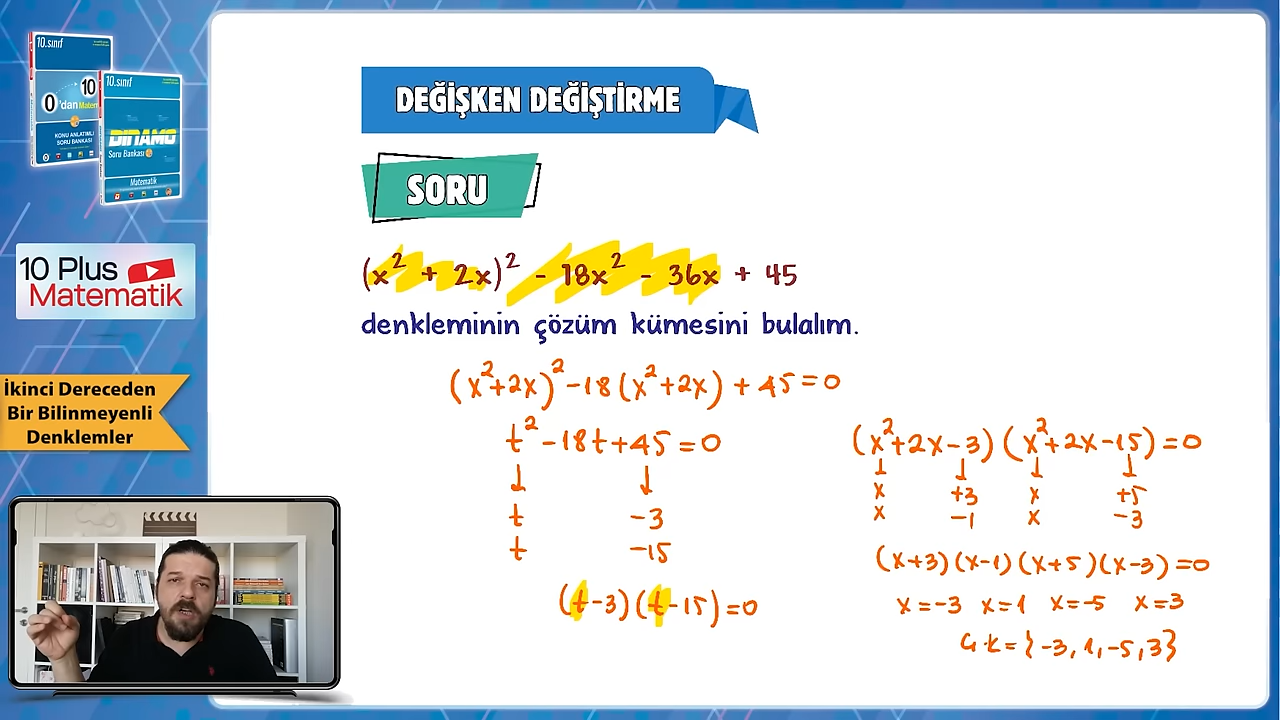 10.sınıf
0'dan 10
KONU ANLATIMLI
SORU BANKASI
10.sınıf
DİNAMO
Soru Bankası
Matematik
10 Plus
Matematik
İkinci Dereceden
Bir Bilinmeyenli
Denklemler
DEĞİŞKEN DEĞİŞTİRME
SORU
(x² + 2x)² - 18x² - 36x + 45
denkleminin çözüm kümesini bulalım.
(x²+2x)²-18(x²+2x)+45=0
t²-18t+45=0
↓ ↓
t -3
t -15
(t-3)(t-15)=0
(x²+2x-3)(x²+2x-15)=0
↓ ↓ ↓ ↓
x +3 x +5
x -1 x -3
(x+3)(x-1)(x+5)(x-3)=0
x=-3 x=1 x=-5 x=3
Ç.K={-3,1,-5,3}